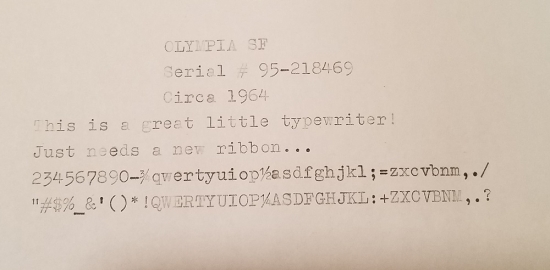 OLYMPIA SF
Serial # 95-218469
Circa 1964
This is a great little typewriter!
Just needs a new ribbon...
234567890-¾qwertyuiop½asdfghjkl;=zxcvbnm,./
"#$%_&'()*!QWERTYUIOP¼ASDFGHJKL:+ZXCVBNM,.?